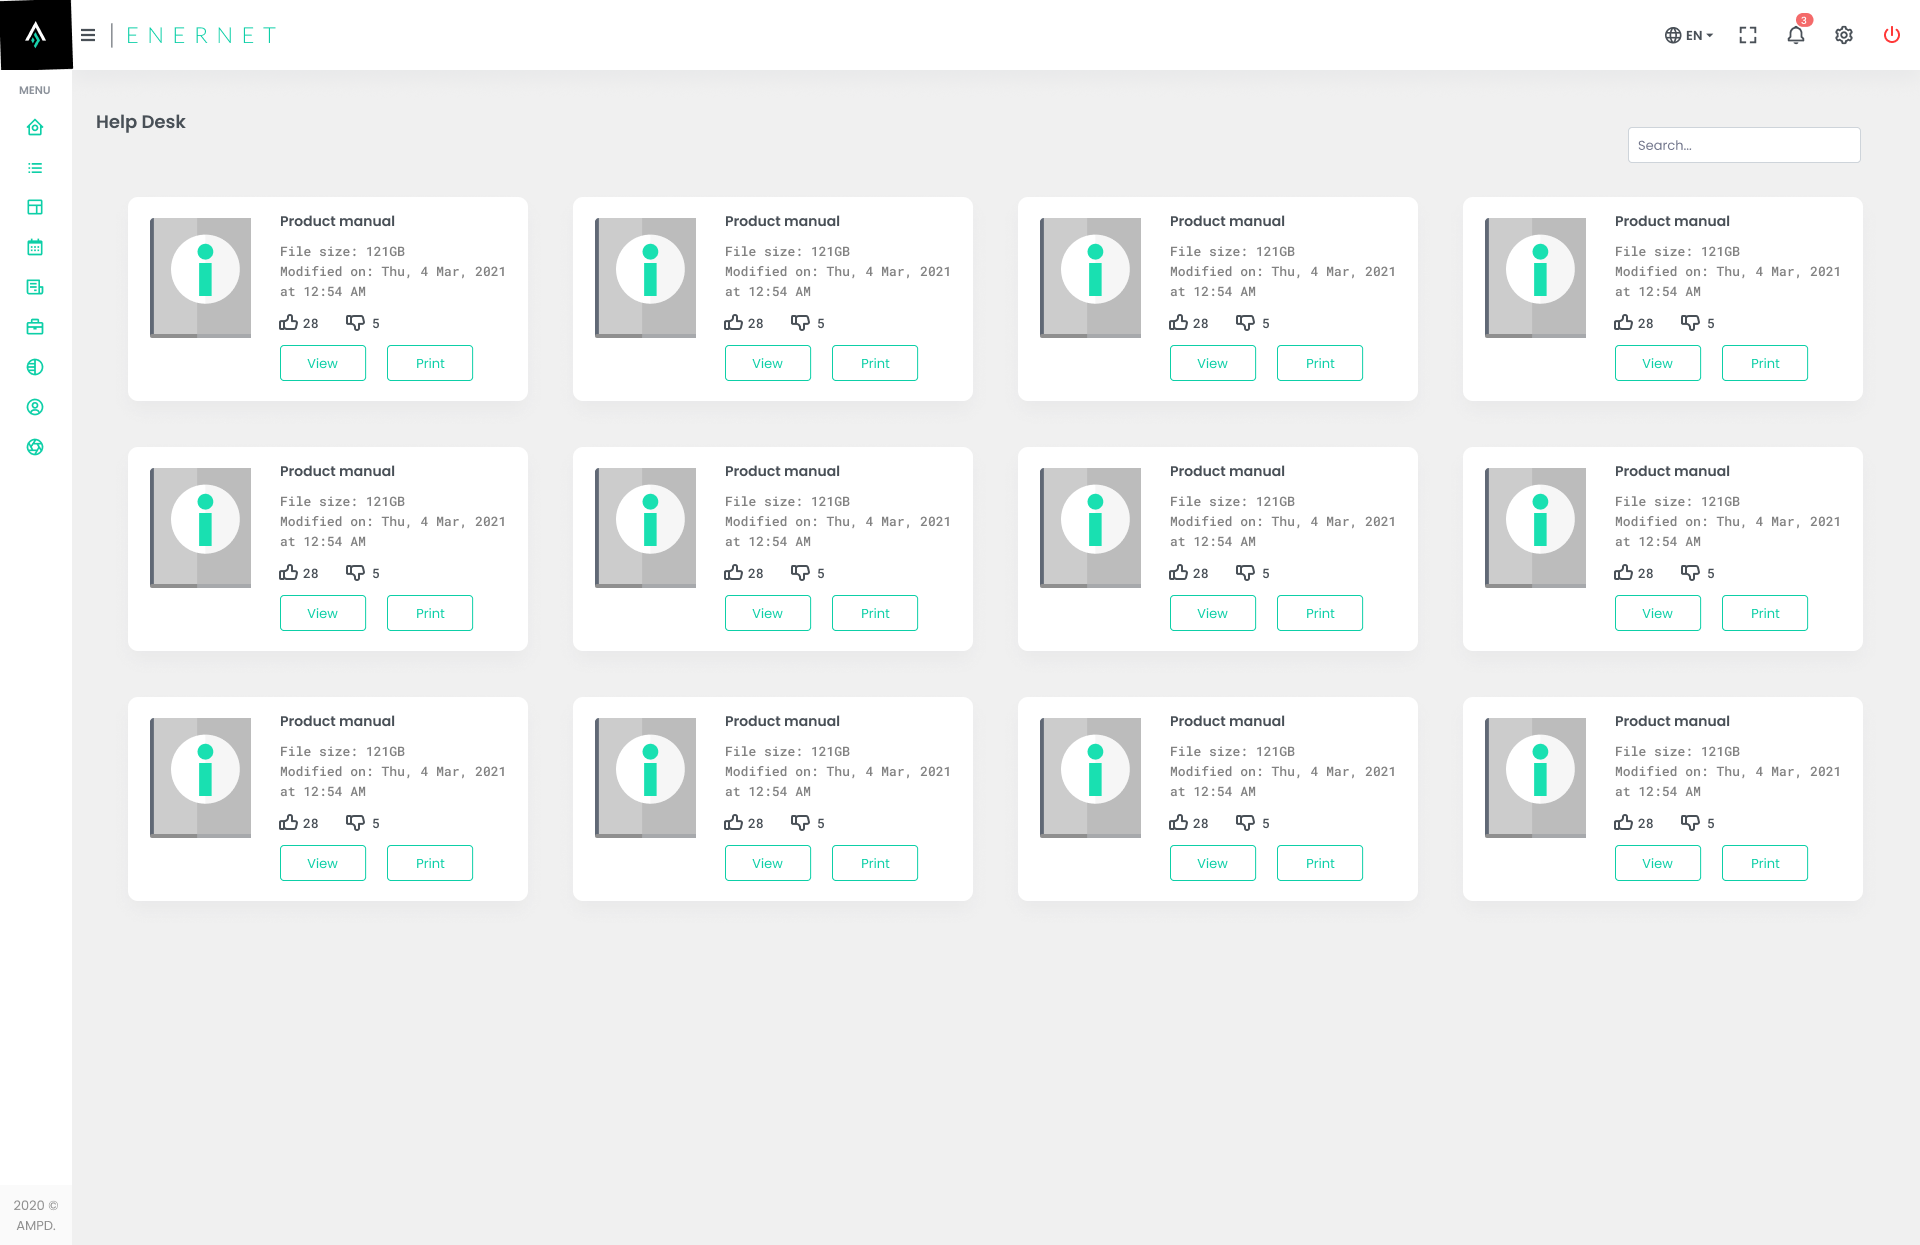 ENERNET
EN
3
MENU
Help Desk
Search...
Product manual
File size: 121GB
Modified on: Thu, 4 Mar, 2021
at 12:54 AM
28 5
View Print
Product manual
File size: 121GB
Modified on: Thu, 4 Mar, 2021
at 12:54 AM
28 5
View Print
Product manual
File size: 121GB
Modified on: Thu, 4 Mar, 2021
at 12:54 AM
28 5
View Print
Product manual
File size: 121GB
Modified on: Thu, 4 Mar, 2021
at 12:54 AM
28 5
View Print
Product manual
File size: 121GB
Modified on: Thu, 4 Mar, 2021
at 12:54 AM
28 5
View Print
Product manual
File size: 121GB
Modified on: Thu, 4 Mar, 2021
at 12:54 AM
28 5
View Print
Product manual
File size: 121GB
Modified on: Thu, 4 Mar, 2021
at 12:54 AM
28 5
View Print
Product manual
File size: 121GB
Modified on: Thu, 4 Mar, 2021
at 12:54 AM
28 5
View Print
Product manual
File size: 121GB
Modified on: Thu, 4 Mar, 2021
at 12:54 AM
28 5
View Print
Product manual
File size: 121GB
Modified on: Thu, 4 Mar, 2021
at 12:54 AM
28 5
View Print
Product manual
File size: 121GB
Modified on: Thu, 4 Mar, 2021
at 12:54 AM
28 5
View Print
Product manual
File size: 121GB
Modified on: Thu, 4 Mar, 2021
at 12:54 AM
28 5
View Print
2020 ©
AMPD.